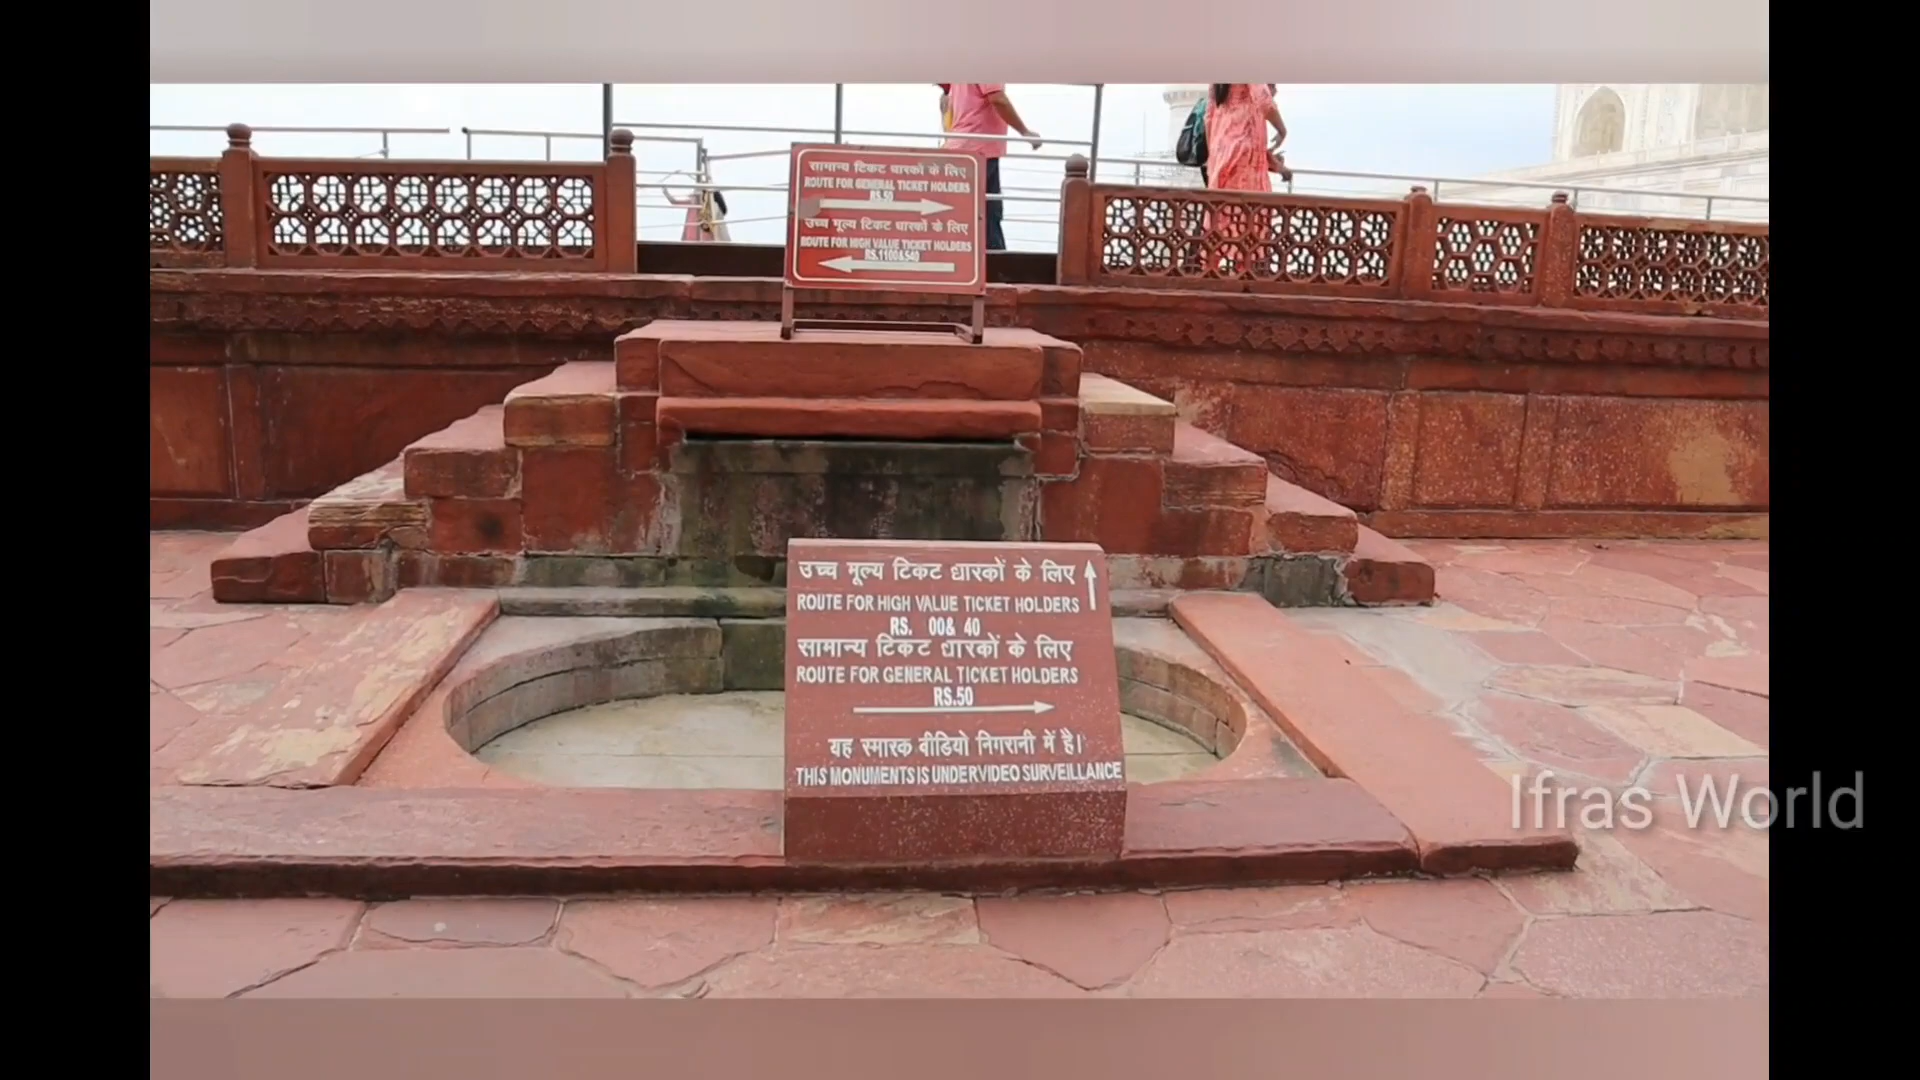 सामान्य टिकट धारकों के लिए
ROUTE FOR GENERAL TICKET HOLDERS
RS.50
उच्च मूल्य टिकट धारकों के लिए
ROUTE FOR HIGH VALUE TICKET HOLDERS
RS.1100&540
उच्च मूल्य टिकट धारकों के लिए
ROUTE FOR HIGH VALUE TICKET HOLDERS
RS. 00& 40
सामान्य टिकट धारकों के लिए
ROUTE FOR GENERAL TICKET HOLDERS
RS.50
यह स्मारक वीडियो निगरानी में है।
THIS MONUMENTS IS UNDER VIDEO SURVEILLANCE
Ifras World